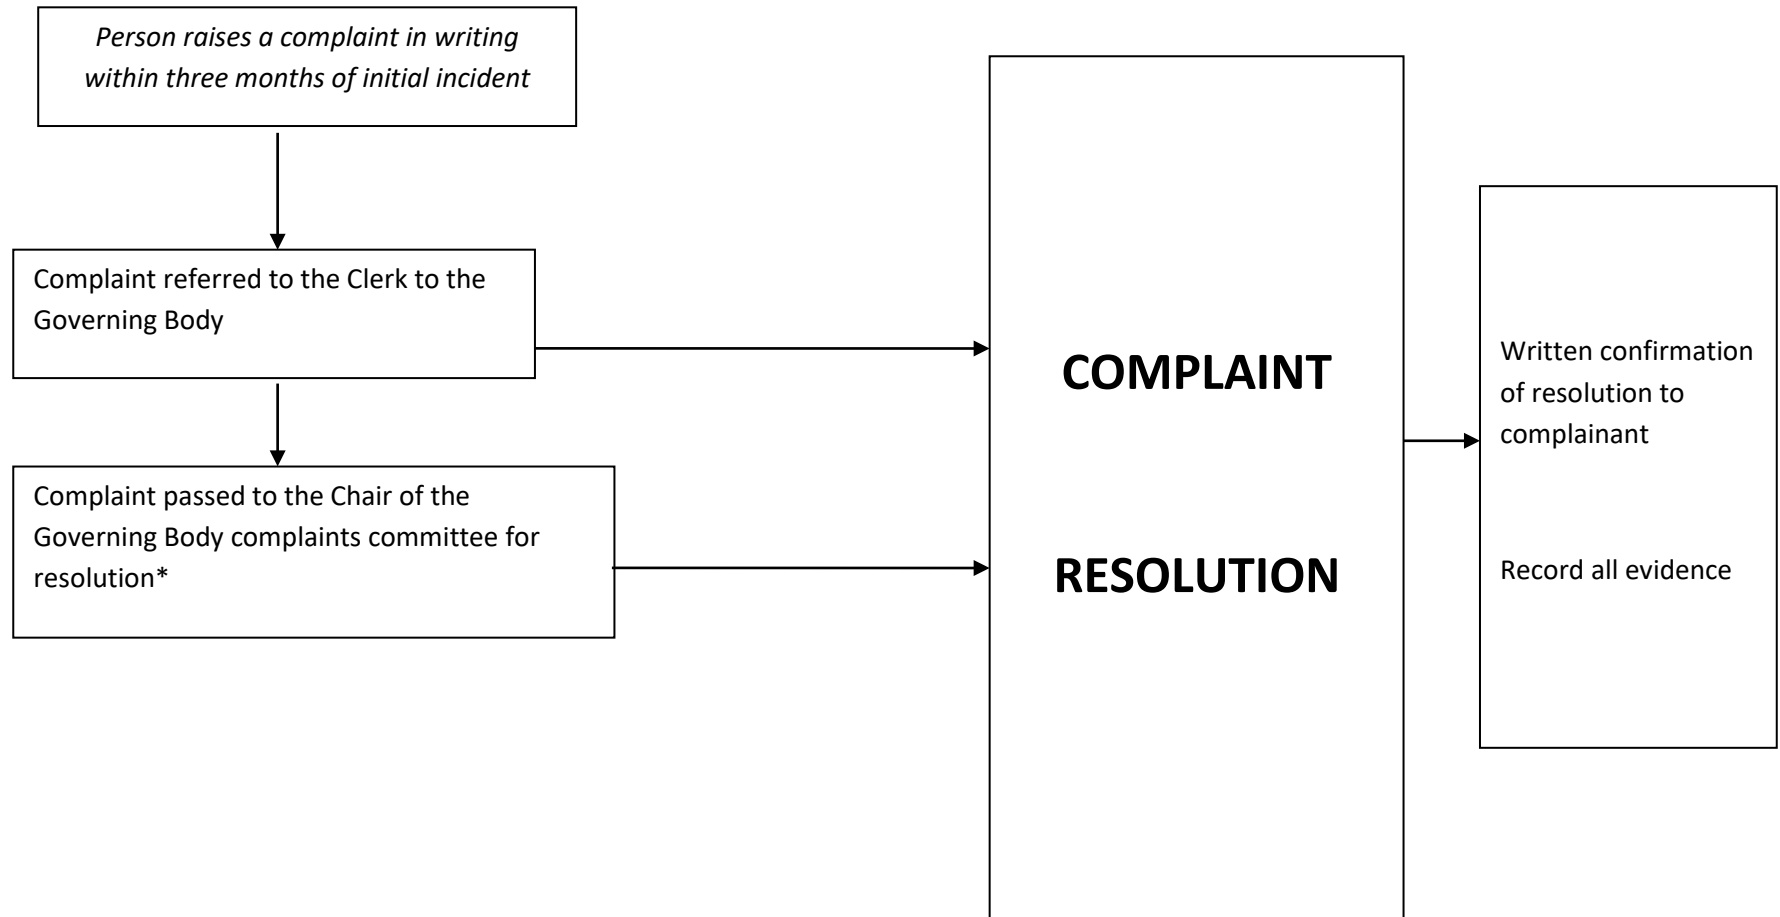 Person raises a complaint in writing
within three months of initial incident
Complaint referred to the Clerk to the
Governing Body
Complaint passed to the Chair of the
Governing Body complaints committee for
resolution*
COMPLAINT
RESOLUTION
Written confirmation
of resolution to
complainant
Record all evidence